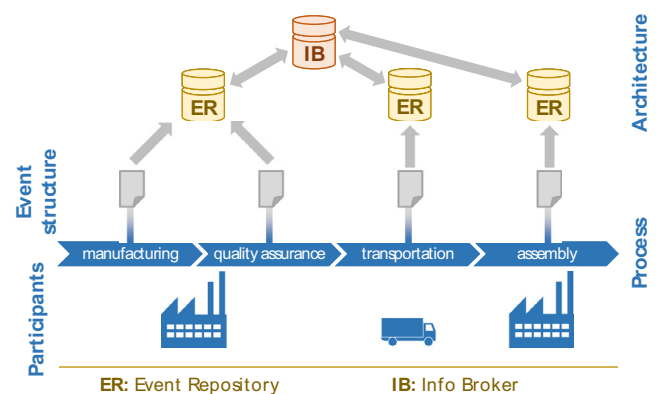 IB
ER
ER
ER
Architecture
Event
structure
manufacturing
quality assurance
transportation
assembly
Process
Participants
ER: Event Repository
IB: Info Broker